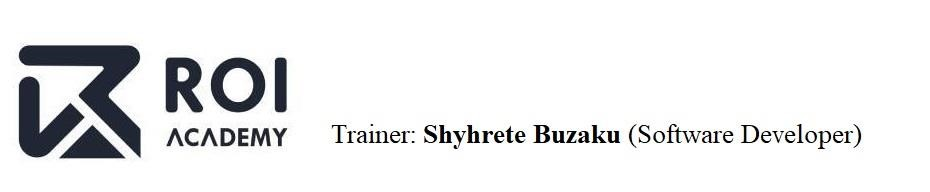 ROI
ACADEMY
Trainer: Shyhrete Buzaku (Software Developer)